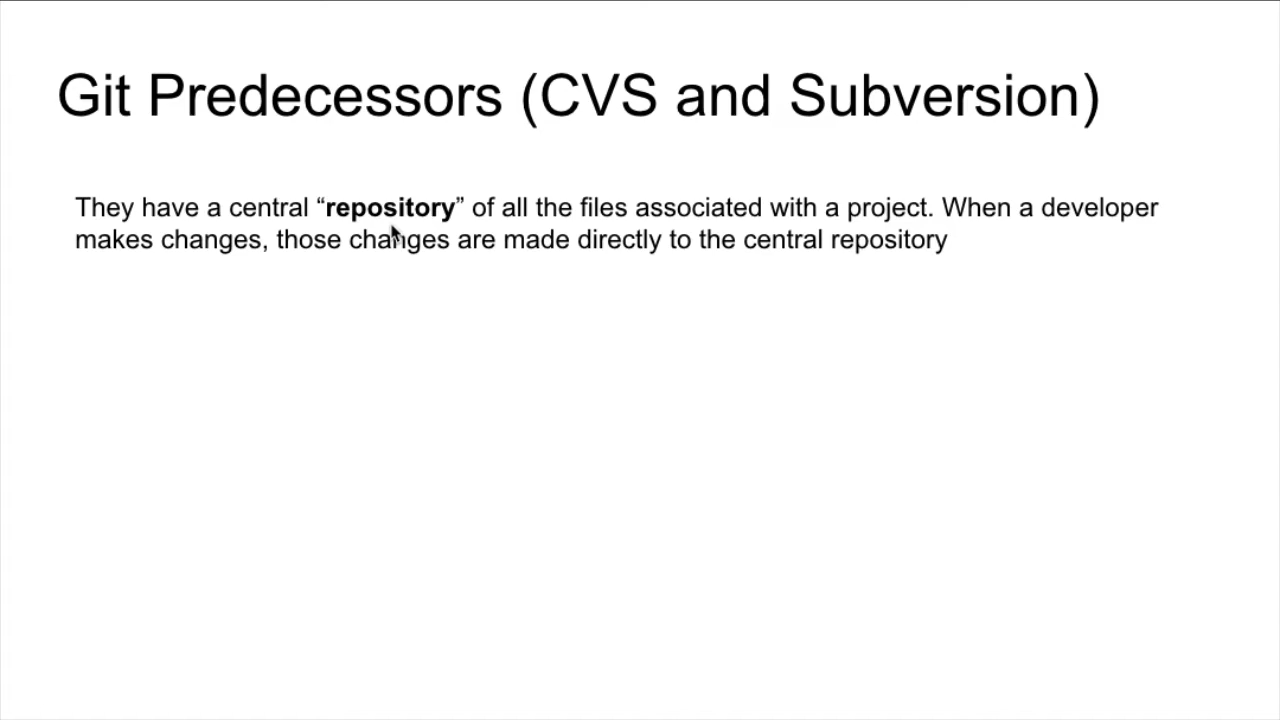 Git Predecessors (CVS and Subversion)
They have a central “repository” of all the files associated with a project. When a developer
makes changes, those changes are made directly to the central repository